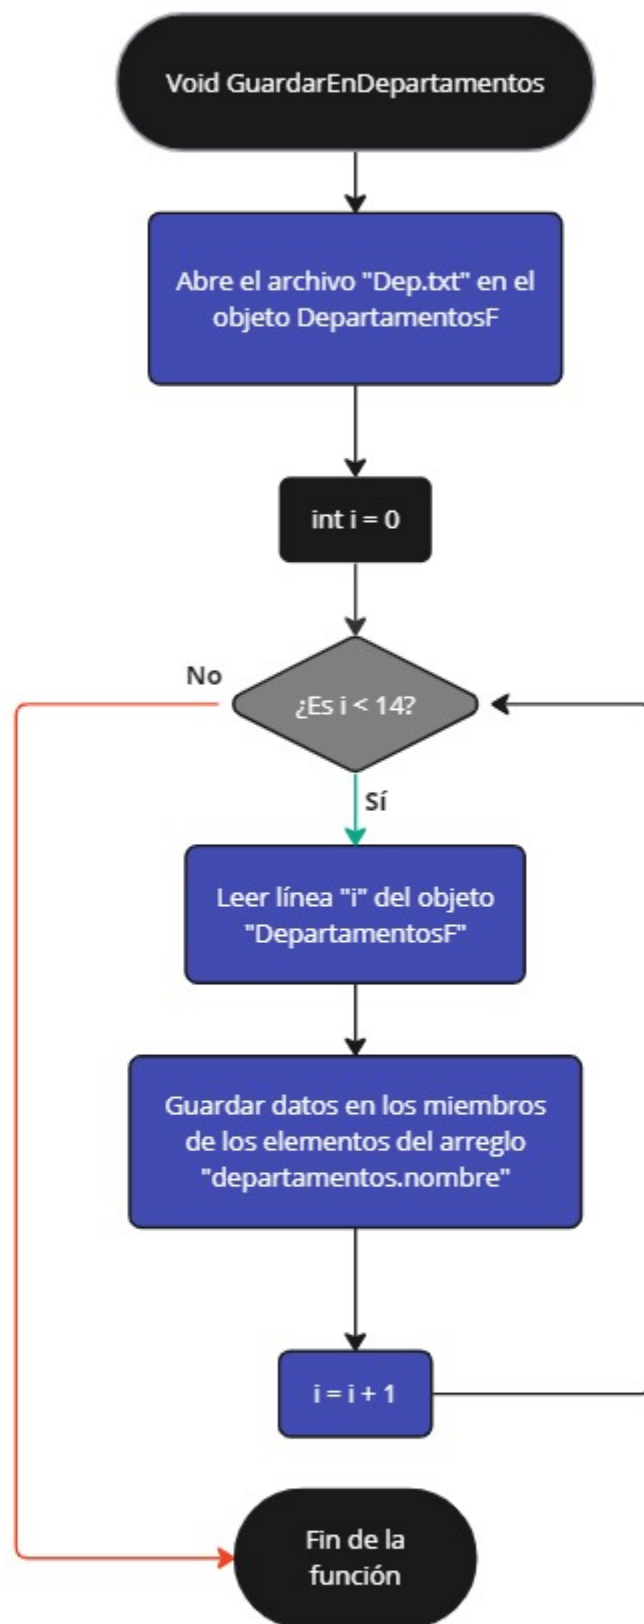 Void GuardarEnDepartamentos
Abre el archivo "Dep.txt" en el
objeto DepartamentosF
int i = 0
¿Es i < 14?
No
Sí
Leer línea "i" del objeto
"DepartamentosF"
Guardar datos en los miembros
de los elementos del arreglo
"departamentos.nombre"
i = i + 1
Fin de la
función